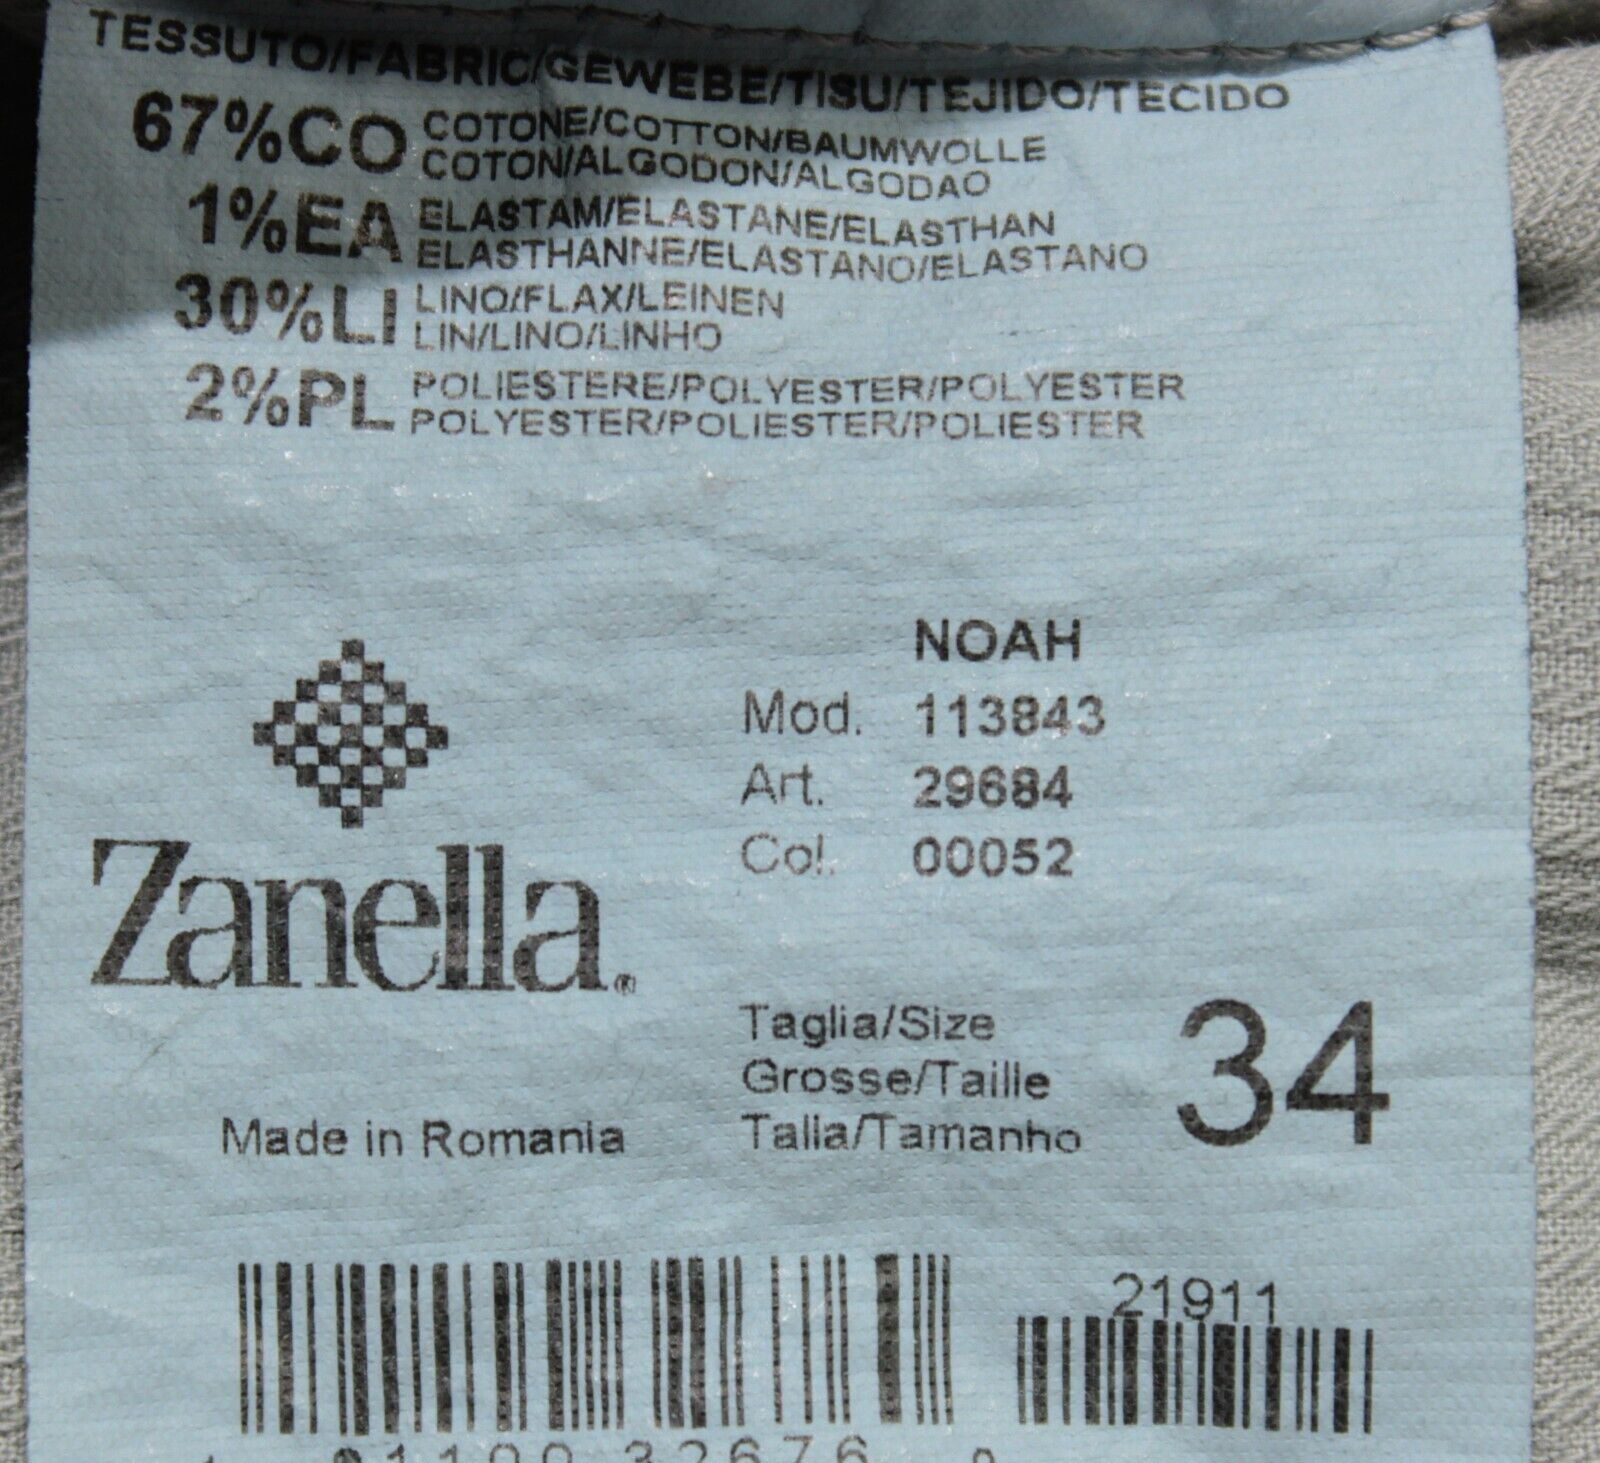 TESSUTO/FABRIC/GEWEBE/TISU/TEJIDO/TECIDO
67%CO COTONE/COTTON/BAUMWOLLE
COTON/ALGODON/ALGODAO
1%EA ELASTAM/ELASTANE/ELASTHAN
ELASTHANNE/ELASTANO/ELASTANO
30%LI LINO/FLAX/LEINEN
LIN/LINO/LINHO
2%PL POLIESTERE/POLYESTER/POLYESTER
POLYESTER/POLIESTER/POLIESTER
NOAH
Mod. 113843
Art. 29684
Col. 00052
Zanella®
Made in Romania
Taglia/Size
Grosse/Taille
Talla/Tamanho
34
21911